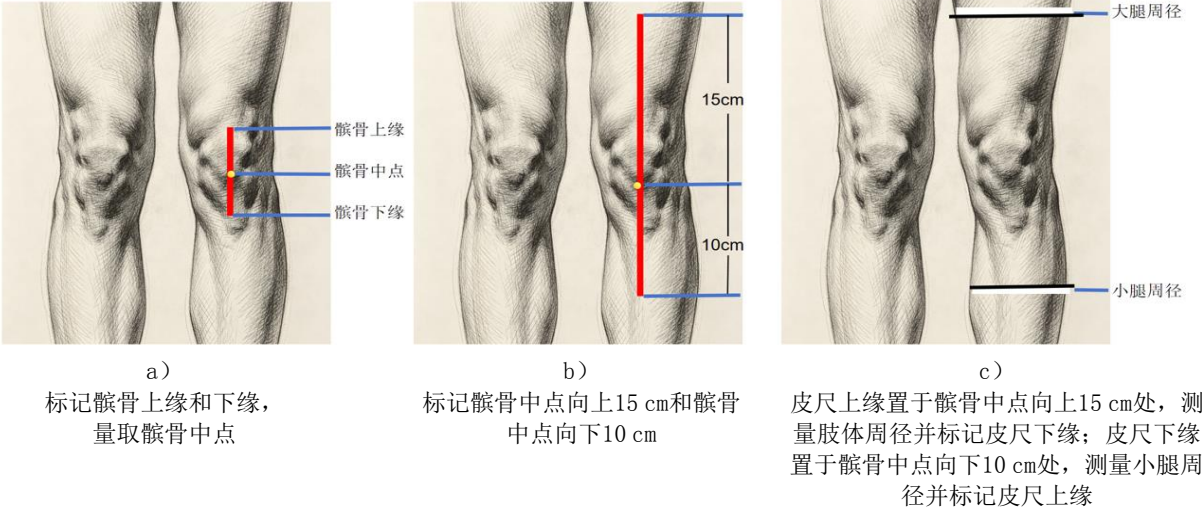 髌骨上缘
髌骨中点
髌骨下缘
15cm
10cm
大腿周径
小腿周径
a）
标记髌骨上缘和下缘，
量取髌骨中点
b）
标记髌骨中点向上15 cm和髌骨
中点向下10 cm
c）
皮尺上缘置于髌骨中点向上15 cm处，测
量肢体周径并标记皮尺下缘；皮尺下缘
置于髌骨中点向下10 cm处，测量小腿周
径并标记皮尺上缘